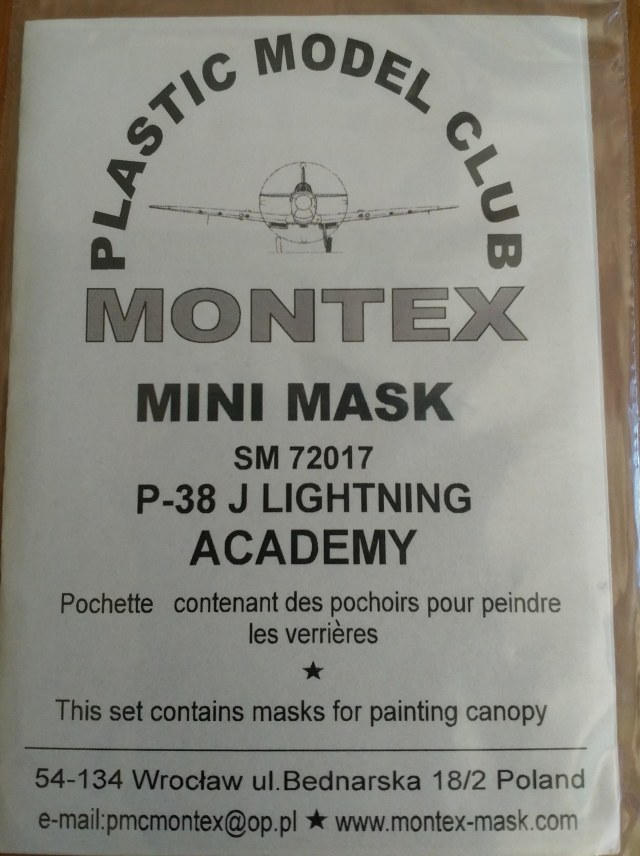 PLASTIC MODEL CLUB
MONTEX
MINI MASK
SM 72017
P-38 J LIGHTNING
ACADEMY
Pochette contenant des pochoirs pour peindre
les verrières
★
This set contains masks for painting canopy
54-134 Wrocław ul.Bednarska 18/2 Poland
e-mail:pmcmontex@op.pl ★ www.montex-mask.com